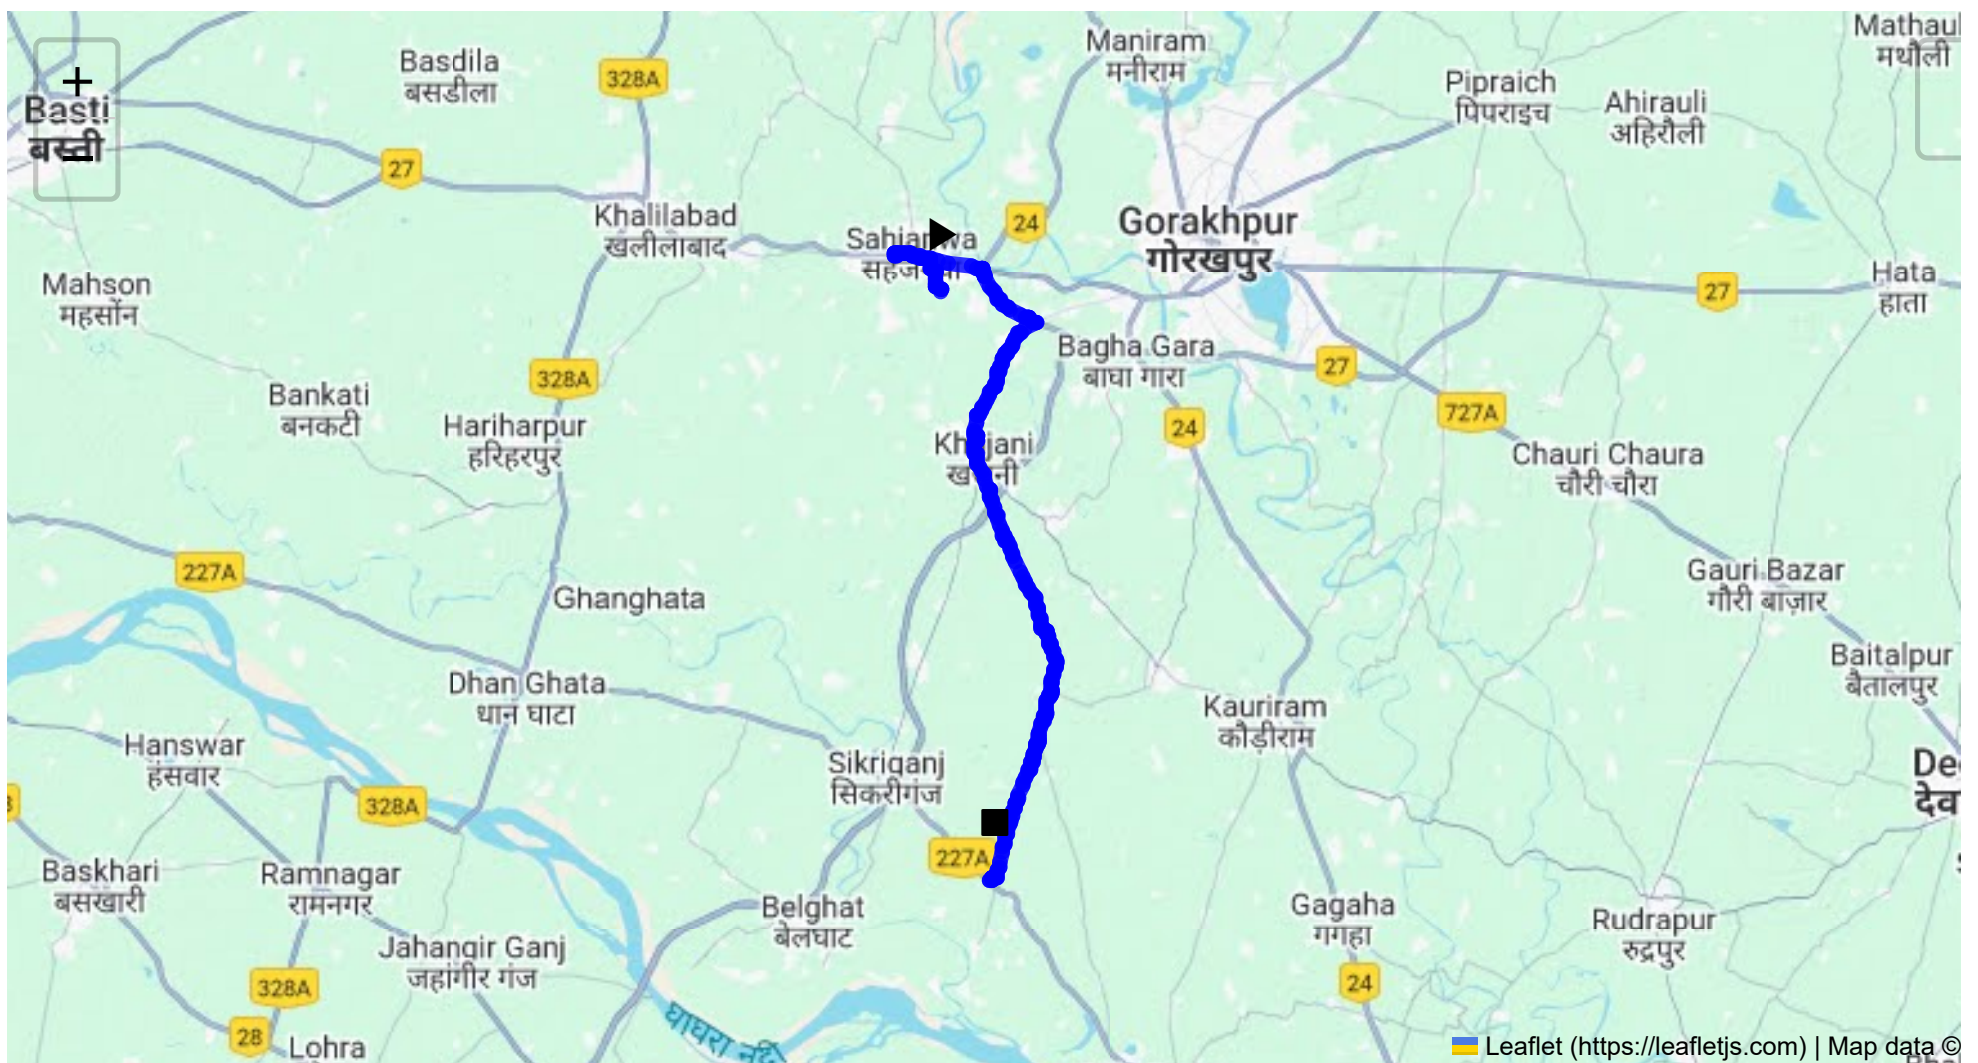 Maniram
मनीराम
Mathaul
मथौली
Basdila
बसडीला
328A
Pipraich
पिपराइच
Ahirauli
अहिरौली
+
Basti
बस्ती
−
27
Khalilabad
खलीलाबाद
24
Gorakhpur
गोरखपुर
Mahson
महसोंन
27
Hata
हाता
Bagha Gara
बाघा गारा
27
328A
Bankati
बनकटी
Hariharpur
हरिहरपुर
24
727A
Chauri Chaura
चौरी चौरा
227A
Ghanghata
Gauri Bazar
गौरी बाज़ार
Baitalpur
बैतालपुर
Dhan Ghata
धान घाटा
Kauriram
कौड़ीराम
Hanswar
हंसवार
Sikriganj
सिकरीगंज
328A
227A
Baskhari
बसखारी
Ramnagar
रामनगर
Belghat
बेलघाट
Gagaha
गगहा
Rudrapur
रुद्रपुर
Jahangir Ganj
जहांगीर गंज
328A
24
28
Lohra
घाघरा
Leaflet (https://leafletjs.com) | Map data ©